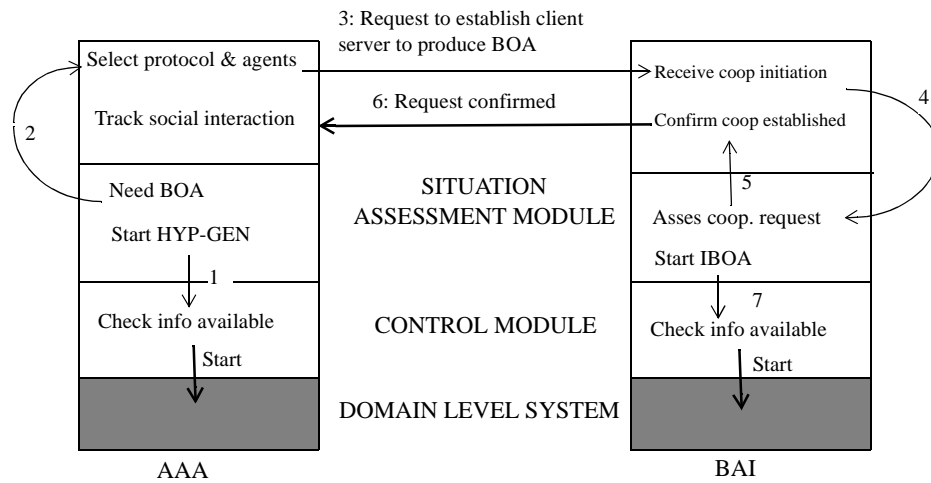 3: Request to establish client
server to produce BOA
Select protocol & agents
Receive coop initiation
6: Request confirmed
4
2
Track social interaction
Confirm coop established
Need BOA
SITUATION
ASSESSMENT MODULE
5
Asses coop. request
Start HYP-GEN
Start IBOA
1
7
Check info available
CONTROL MODULE
Check info available
Start
Start
DOMAIN LEVEL SYSTEM
AAA
BAI